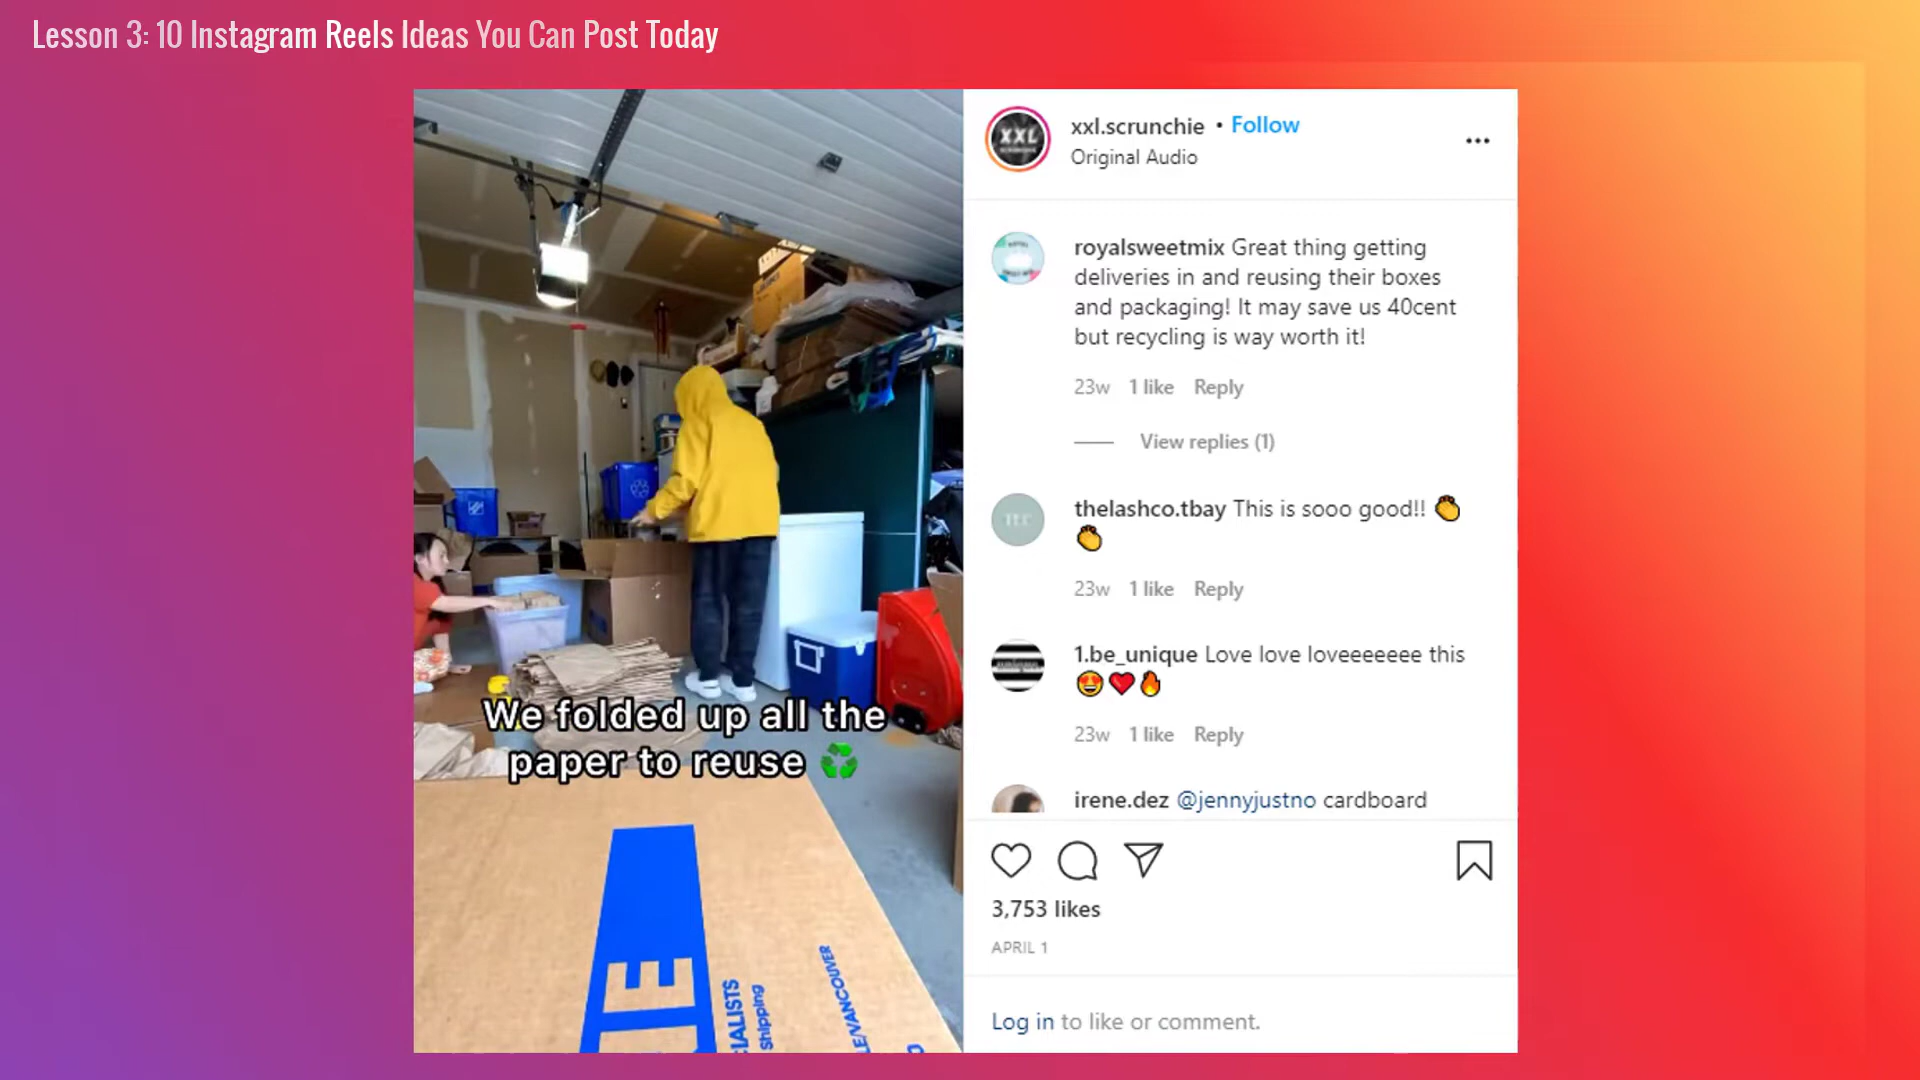 Lesson 3: 10 Instagram Reels Ideas You Can Post Today
XXL
xxl.scrunchie • Follow
Original Audio
royalsweetmix Great thing getting
deliveries in and reusing their boxes
and packaging! It may save us 40cent
but recycling is way worth it!
23w 1 like Reply
View replies (1)
thelashco.tbay This is sooo good!! 👏
👏
23w 1 like Reply
1.be_unique Love love loveeeeeee this
😍❤️🔥
23w 1 like Reply
irene.dez @jennyjustno cardboard
3,753 likes
APRIL 1
Log in to like or comment.
We folded up all the
paper to reuse ♻️
E
IALISTS
Shipping
LE/VANCOUVER